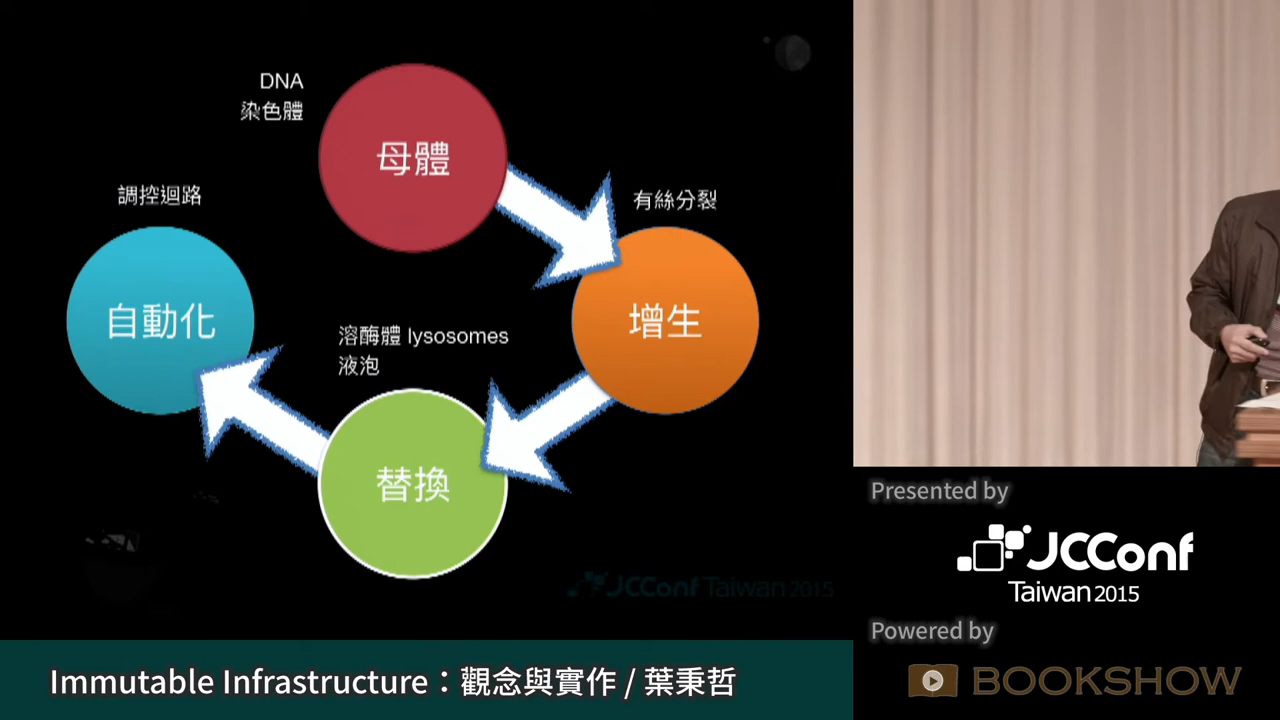 DNA
染色體
母體
調控迴路
有絲分裂
自動化
增生
溶酶體 lysosomes
液泡
替換
JCConf Taiwan 2015
Immutable Infrastructure：觀念與實作 / 葉秉哲
Presented by
JCConf
Taiwan 2015
Powered by
BOOKSHOW